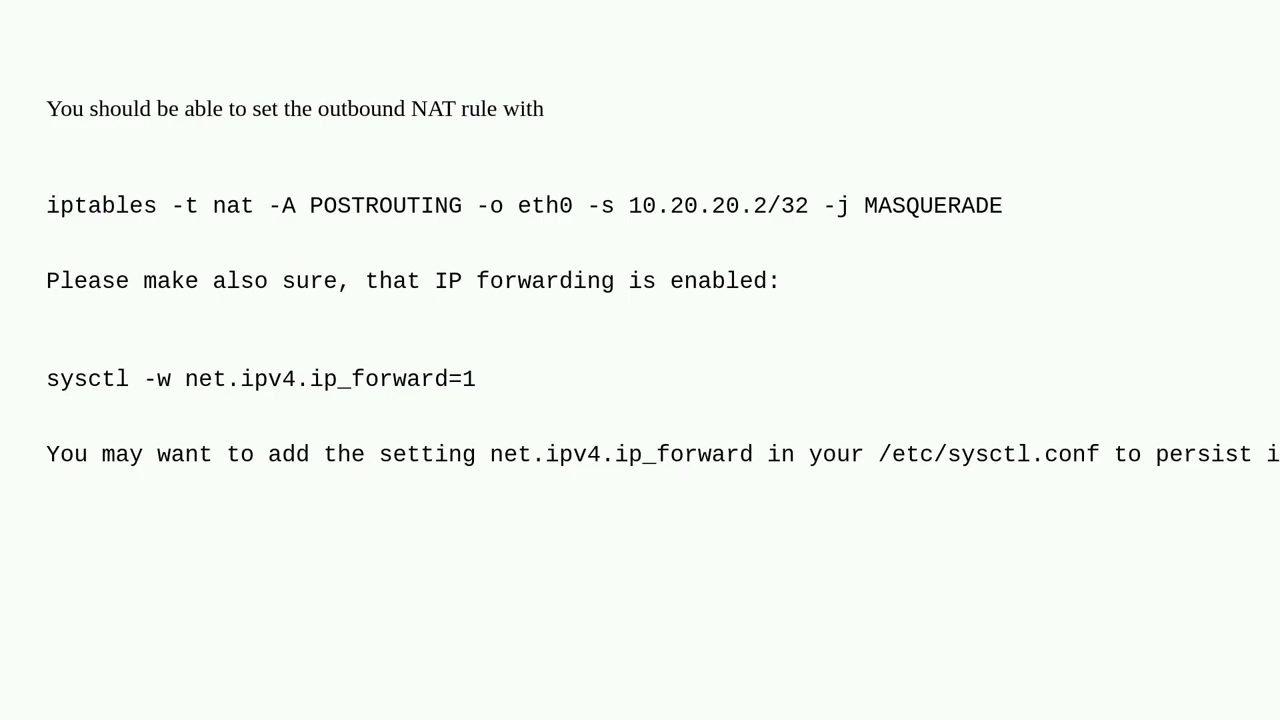 You should be able to set the outbound NAT rule with
iptables -t nat -A POSTROUTING -o eth0 -s 10.20.20.2/32 -j MASQUERADE
Please make also sure, that IP forwarding is enabled:
sysctl -w net.ipv4.ip_forward=1
You may want to add the setting net.ipv4.ip_forward in your /etc/sysctl.conf to persist